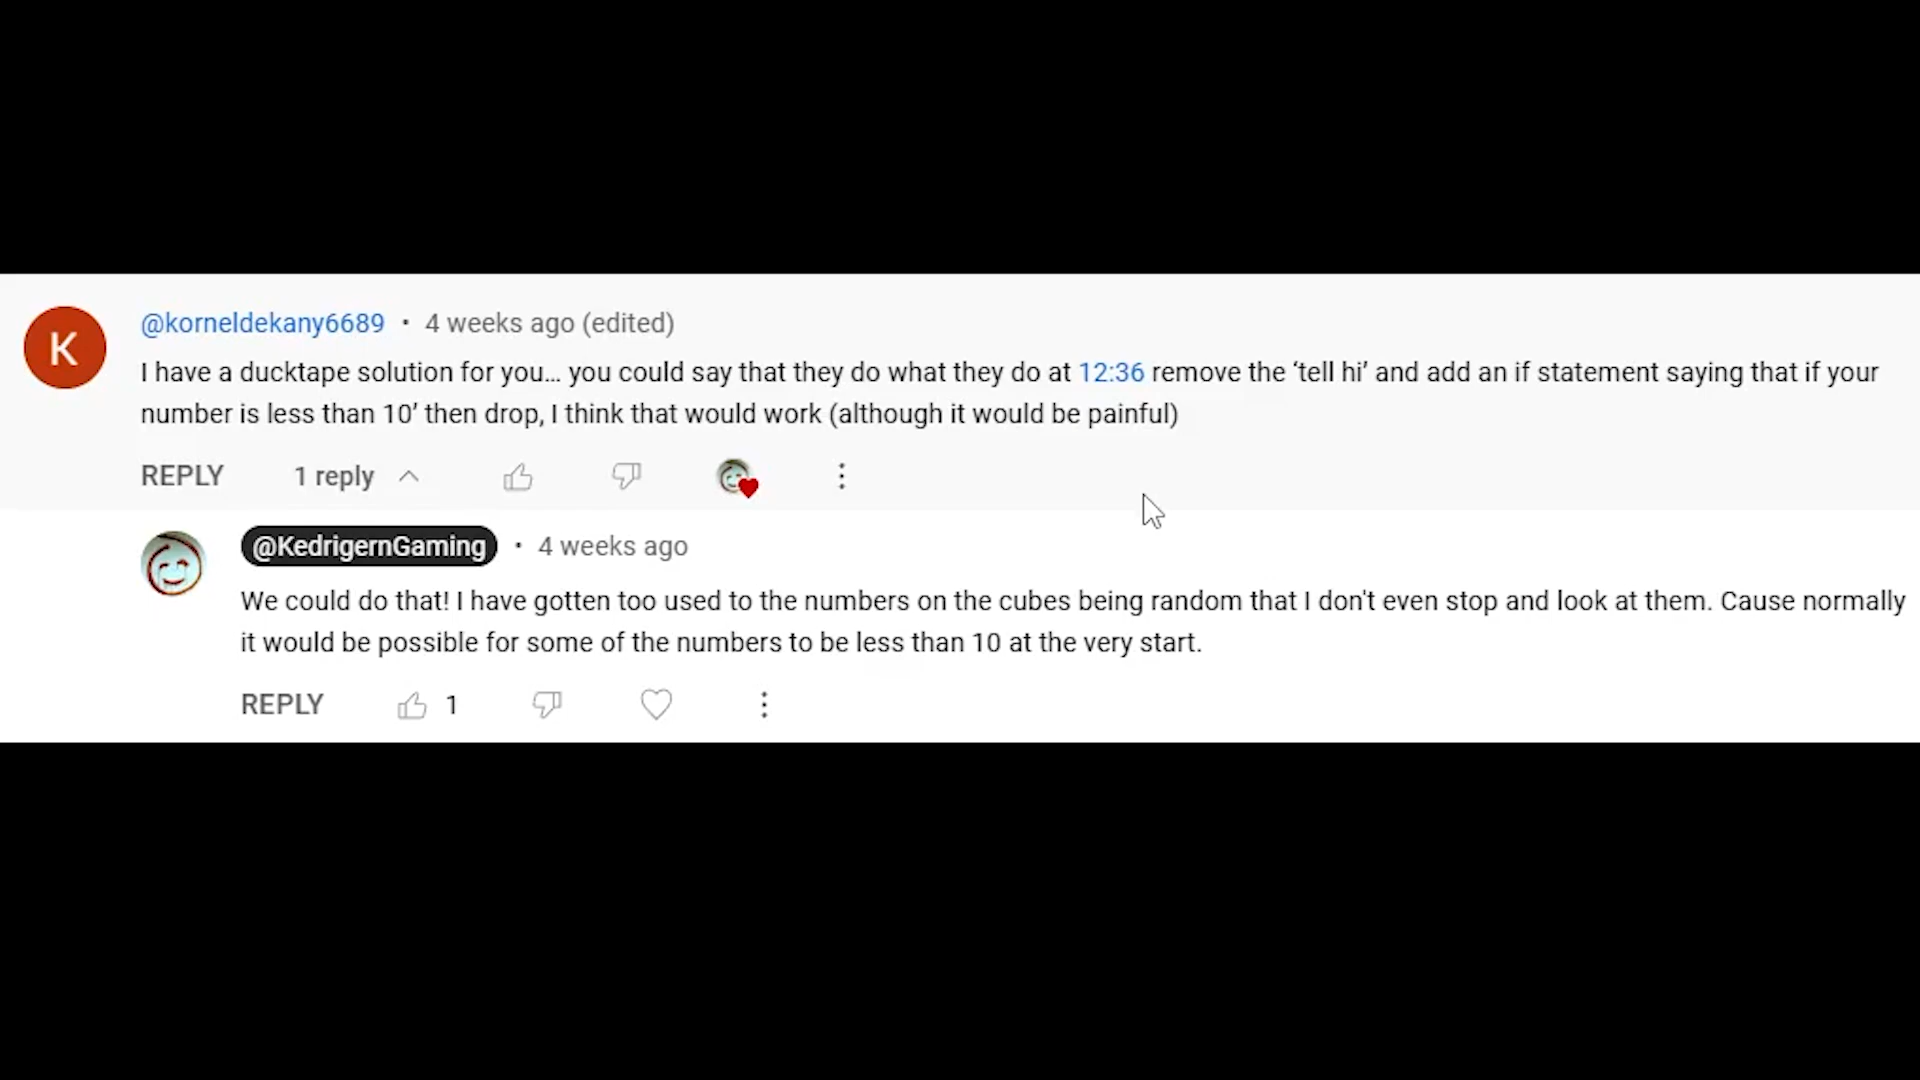 K
@korneldekany6689 • 4 weeks ago (edited)
I have a ducktape solution for you... you could say that they do what they do at 12:36 remove the ‘tell hi’ and add an if statement saying that if your
number is less than 10’ then drop, I think that would work (although it would be painful)
REPLY 1 reply
@KedrigernGaming • 4 weeks ago
We could do that! I have gotten too used to the numbers on the cubes being random that I don't even stop and look at them. Cause normally
it would be possible for some of the numbers to be less than 10 at the very start.
REPLY 1